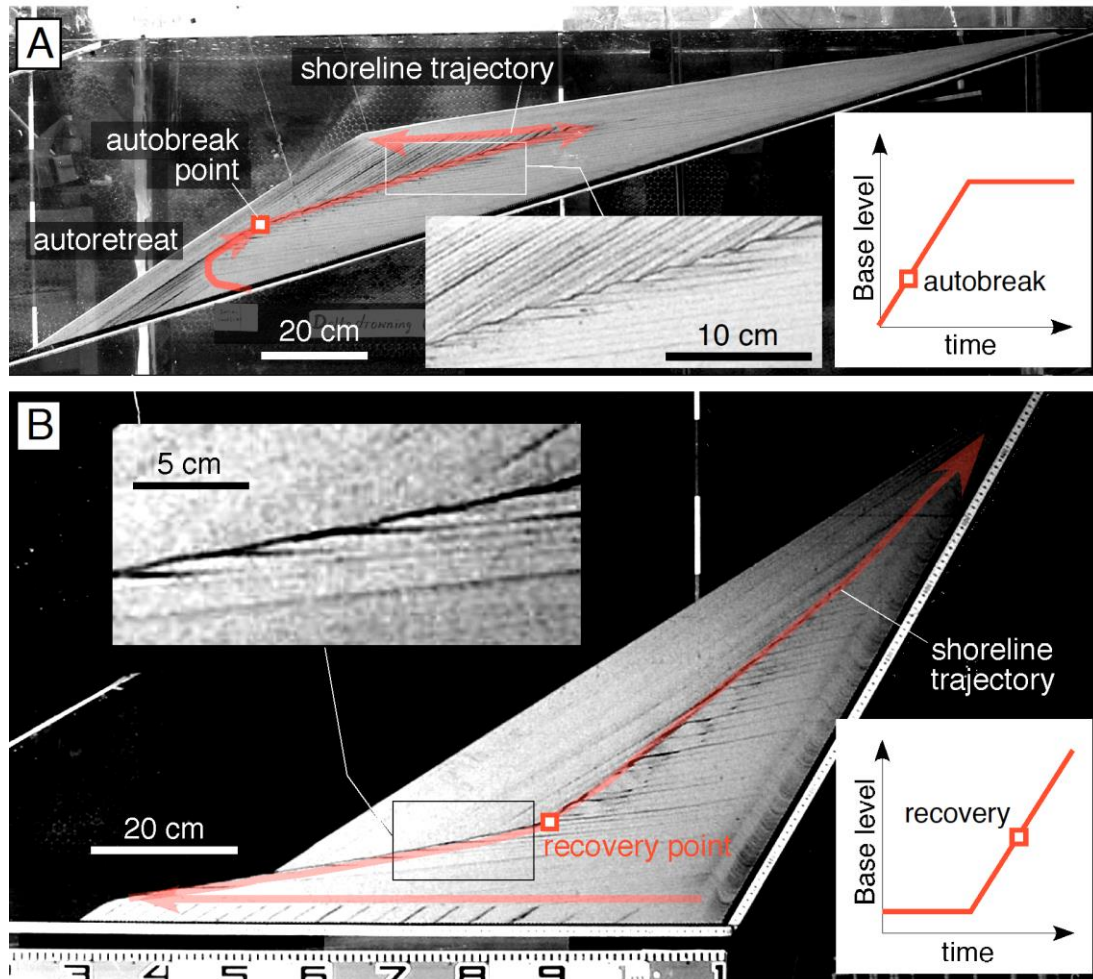 A
shoreline trajectory
autobreak
point
autoretreat
20 cm
10 cm
Base level
autobreak
time
B
5 cm
shoreline
trajectory
20 cm
recovery point
Base level
recovery
time
3 4 5 6 7 8 9 1